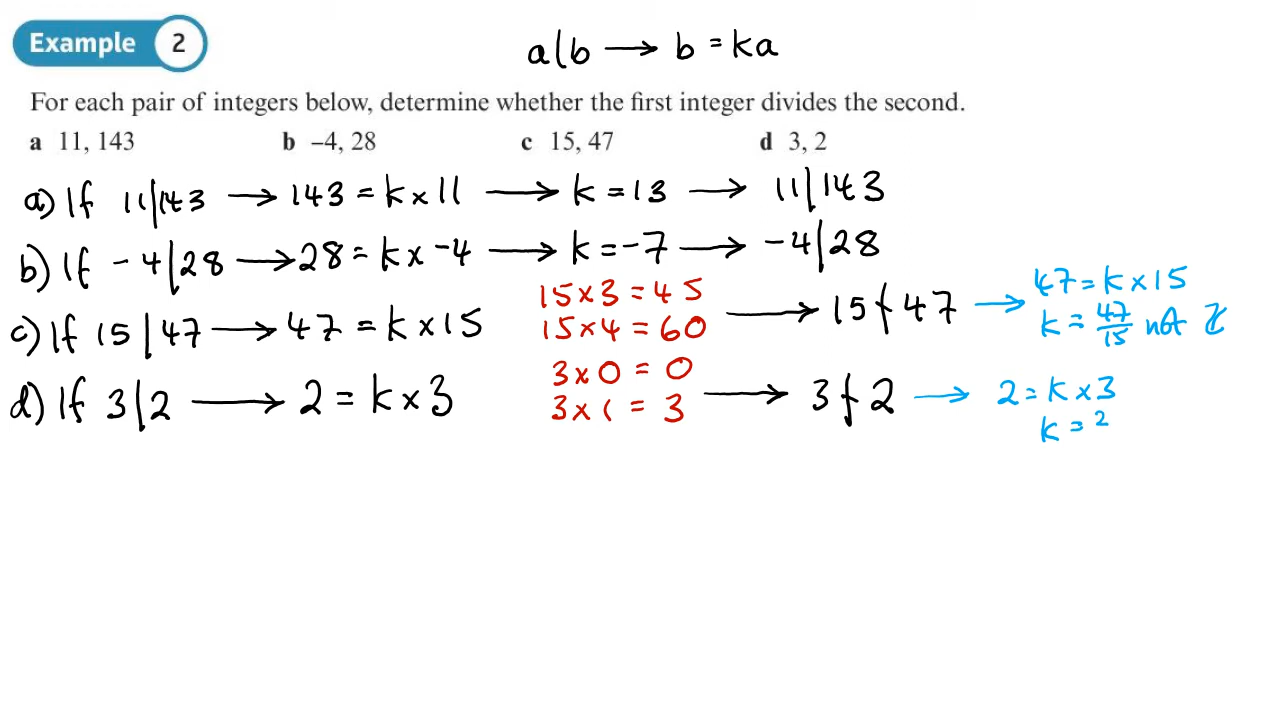 Example 2
a|b → b = ka
For each pair of integers below, determine whether the first integer divides the second.
a 11, 143 b –4, 28 c 15, 47 d 3, 2
a) If 11|143 → 143 = k × 11 → k = 13 → 11|143
b) If -4|28 → 28 = k × -4 → k = -7 → -4|28
c) If 15|47 → 47 = k × 15
15 × 3 = 45
15 × 4 = 60
→ 15 ∤ 47 → 47 = k × 15
k = 47/15 not ℤ
d) If 3|2 → 2 = k × 3
3 × 0 = 0
3 × 1 = 3
→ 3 ∤ 2 → 2 = k × 3
k = 2